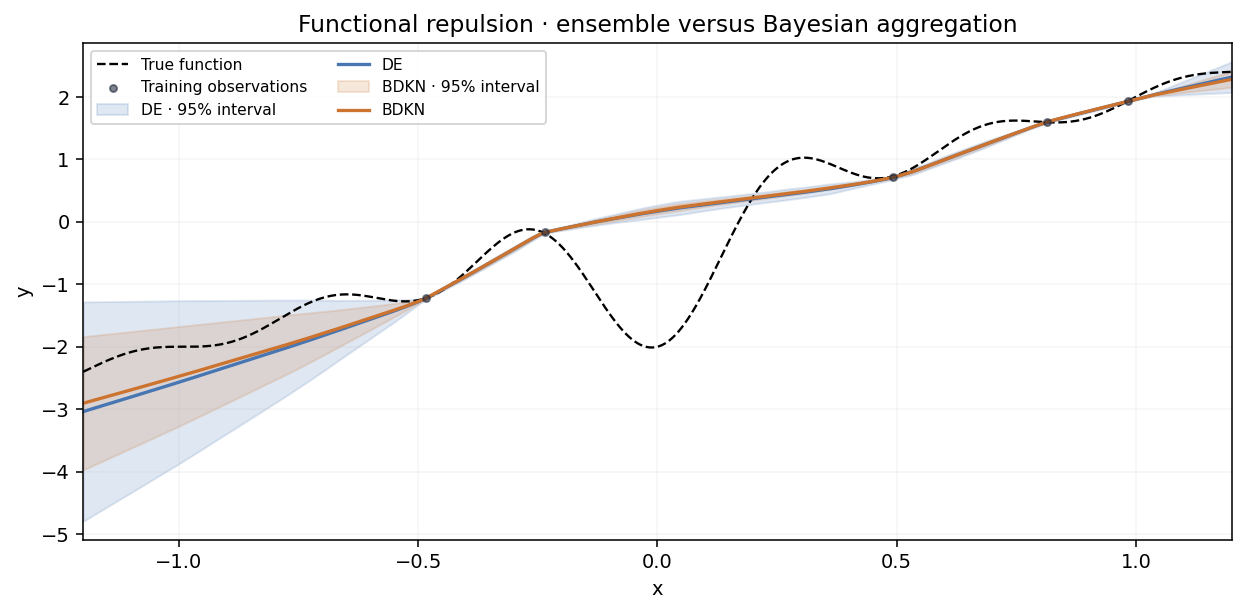 Functional repulsion · ensemble versus Bayesian aggregation
True function
Training observations
DE · 95% interval
DE
BDKN · 95% interval
BDKN
y
2
1
0
−1
−2
−3
−4
−5
−1.0 −0.5 0.0 0.5 1.0
x